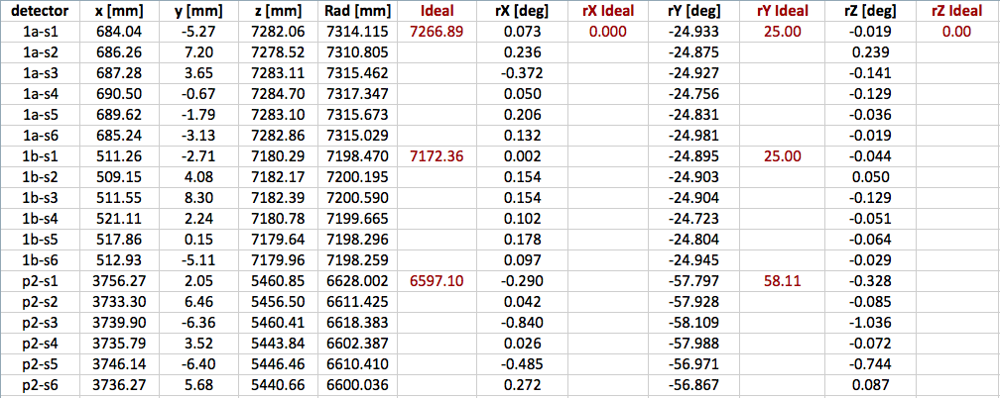 detector x [mm] y [mm] z [mm] Rad [mm] Ideal rX [deg] rX Ideal rY [deg] rY Ideal rZ [deg] rZ Ideal
1a-s1 684.04 -5.27 7282.06 7314.115 7266.89 0.073 0.000 -24.933 25.00 -0.019 0.00
1a-s2 686.26 7.20 7278.52 7310.805 0.236 -24.875 0.239
1a-s3 687.28 3.65 7283.11 7315.462 -0.372 -24.927 -0.141
1a-s4 690.50 -0.67 7284.70 7317.347 0.050 -24.756 -0.129
1a-s5 689.62 -1.79 7283.10 7315.673 0.206 -24.831 -0.036
1a-s6 685.24 -3.13 7282.86 7315.029 0.132 -24.981 -0.019
1b-s1 511.26 -2.71 7180.29 7198.470 7172.36 0.002 -24.895 25.00 -0.044
1b-s2 509.15 4.08 7182.17 7200.195 0.154 -24.903 0.050
1b-s3 511.55 8.30 7182.39 7200.590 0.154 -24.904 -0.129
1b-s4 521.11 2.24 7180.78 7199.665 0.102 -24.723 -0.051
1b-s5 517.86 0.15 7179.64 7198.296 0.178 -24.804 -0.064
1b-s6 512.93 -5.11 7179.96 7198.259 0.097 -24.945 -0.029
p2-s1 3756.27 2.05 5460.85 6628.002 6597.10 -0.290 -57.797 58.11 -0.328
p2-s2 3733.30 6.46 5456.50 6611.425 0.042 -57.928 -0.085
p2-s3 3739.90 -6.36 5460.41 6618.383 -0.840 -58.109 -1.036
p2-s4 3735.79 3.52 5443.84 6602.387 0.026 -57.988 -0.072
p2-s5 3746.14 -6.40 5446.46 6610.410 -0.485 -56.971 -0.744
p2-s6 3736.27 5.68 5440.66 6600.036 0.272 -56.867 0.087